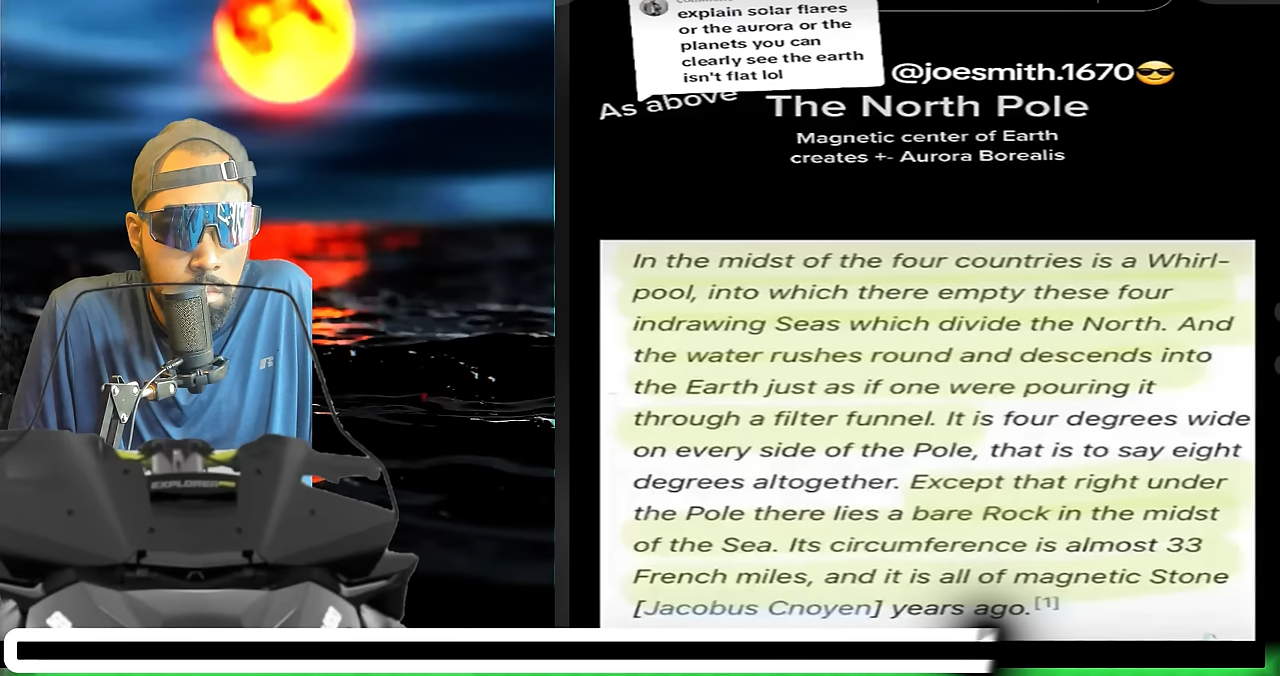 explain solar flares
or the aurora or the
planets you can
clearly see the earth
isn't flat lol
@joesmith.1670😎
As above
The North Pole
Magnetic center of Earth
creates +- Aurora Borealis
In the midst of the four countries is a Whirl-
pool, into which there empty these four
indrawing Seas which divide the North. And
the water rushes round and descends into
the Earth just as if one were pouring it
through a filter funnel. It is four degrees wide
on every side of the Pole, that is to say eight
degrees altogether. Except that right under
the Pole there lies a bare Rock in the midst
of the Sea. Its circumference is almost 33
French miles, and it is all of magnetic Stone
[Jacobus Cnoyen] years ago.[1]
EXPLORER
R